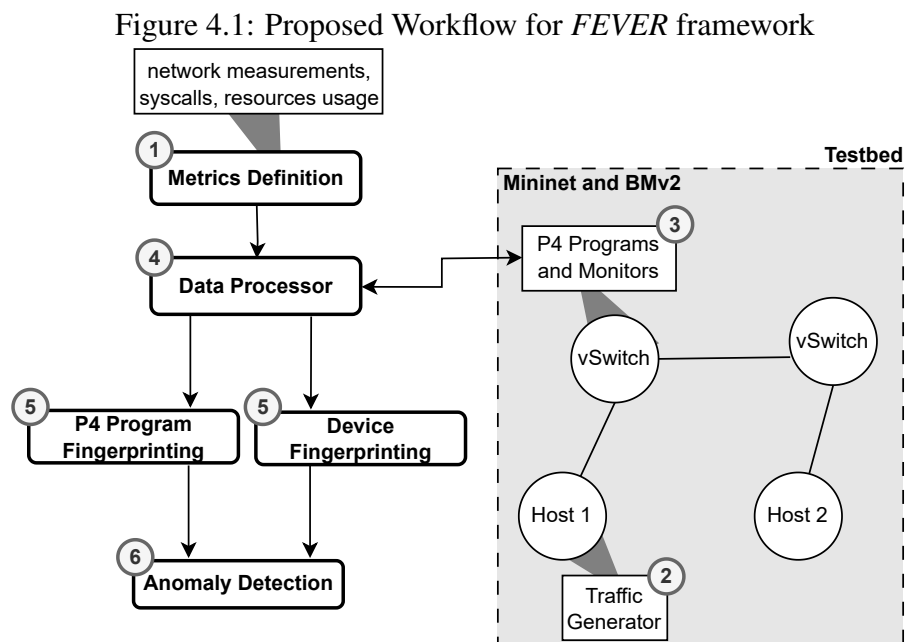 Figure 4.1: Proposed Workflow for FEVER framework
network measurements,
syscalls, resources usage
1
Metrics Definition
Testbed
Mininet and BMv2
3
P4 Programs
and Monitors
4
Data Processor
vSwitch
vSwitch
5
P4 Program
Fingerprinting
5
Device
Fingerprinting
Host 1
Host 2
6
Anomaly Detection
2
Traffic
Generator